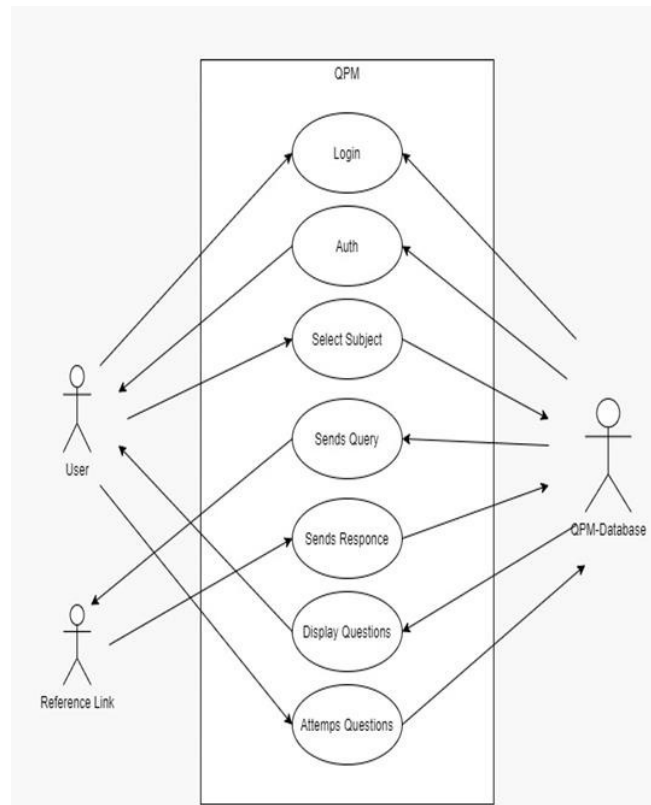 QPM
Login
Auth
Select Subject
Sends Query
User
QPM-Database
Sends Responce
Display Questions
Reference Link
Attemps Questions